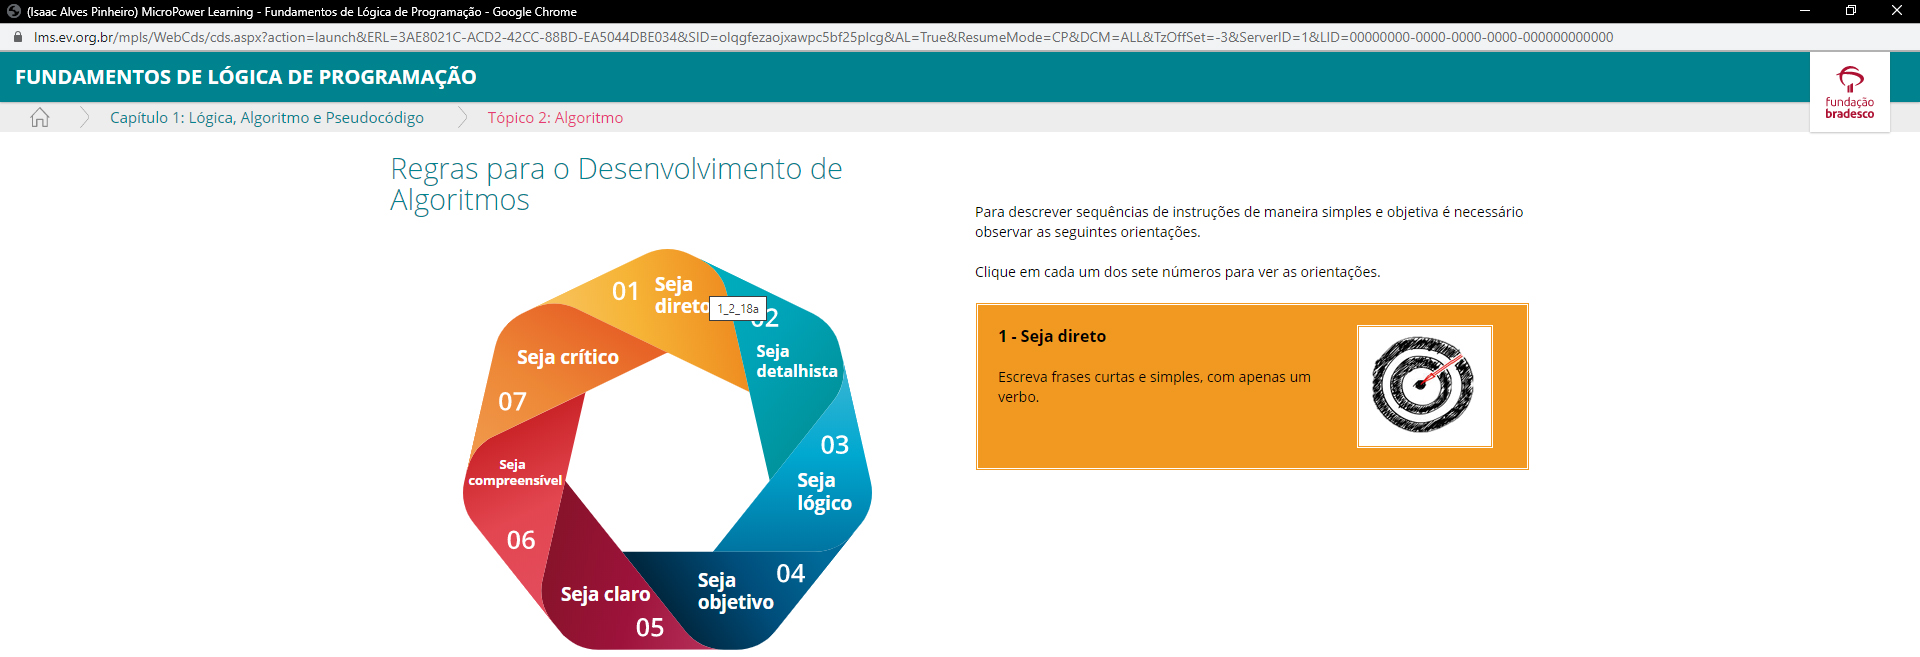 (Isaac Alves Pinheiro) MicroPower Learning - Fundamentos de Lógica de Programação - Google Chrome
lms.ev.org.br/mpls/WebCds/cds.aspx?action=launch&ERL=3AE8021C-ACD2-42CC-88BD-EA5044DBE034&SID=olqgfezaojxawpc5bf25plcg&AL=True&ResumeMode=CP&DCM=ALL&TzOffSet=-3&ServerID=1&LID=00000000-0000-0000-0000-000000000000
FUNDAMENTOS DE LÓGICA DE PROGRAMAÇÃO
fundação
bradesco
Capítulo 1: Lógica, Algoritmo e Pseudocódigo
Tópico 2: Algoritmo
Regras para o Desenvolvimento de
Algoritmos
01
Seja
direto
1_2_18a
02
Seja
detalhista
03
Seja
lógico
04
Seja
objetivo
Seja claro
05
Seja
compreensível
06
Seja crítico
07
Para descrever sequências de instruções de maneira simples e objetiva é necessário
observar as seguintes orientações.
Clique em cada um dos sete números para ver as orientações.
1 - Seja direto
Escreva frases curtas e simples, com apenas um
verbo.